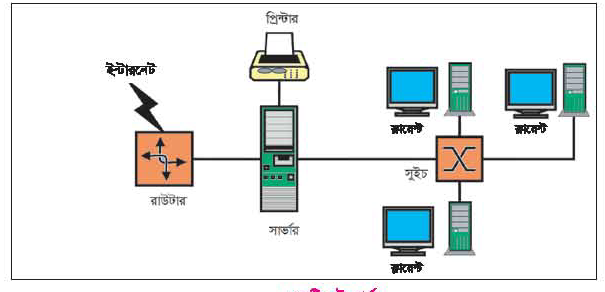 প্রিন্টার
ইন্টারনেট
ক্লায়েন্ট
ক্লায়েন্ট
রাউটার
সুইচ
সার্ভার
ক্লায়েন্ট